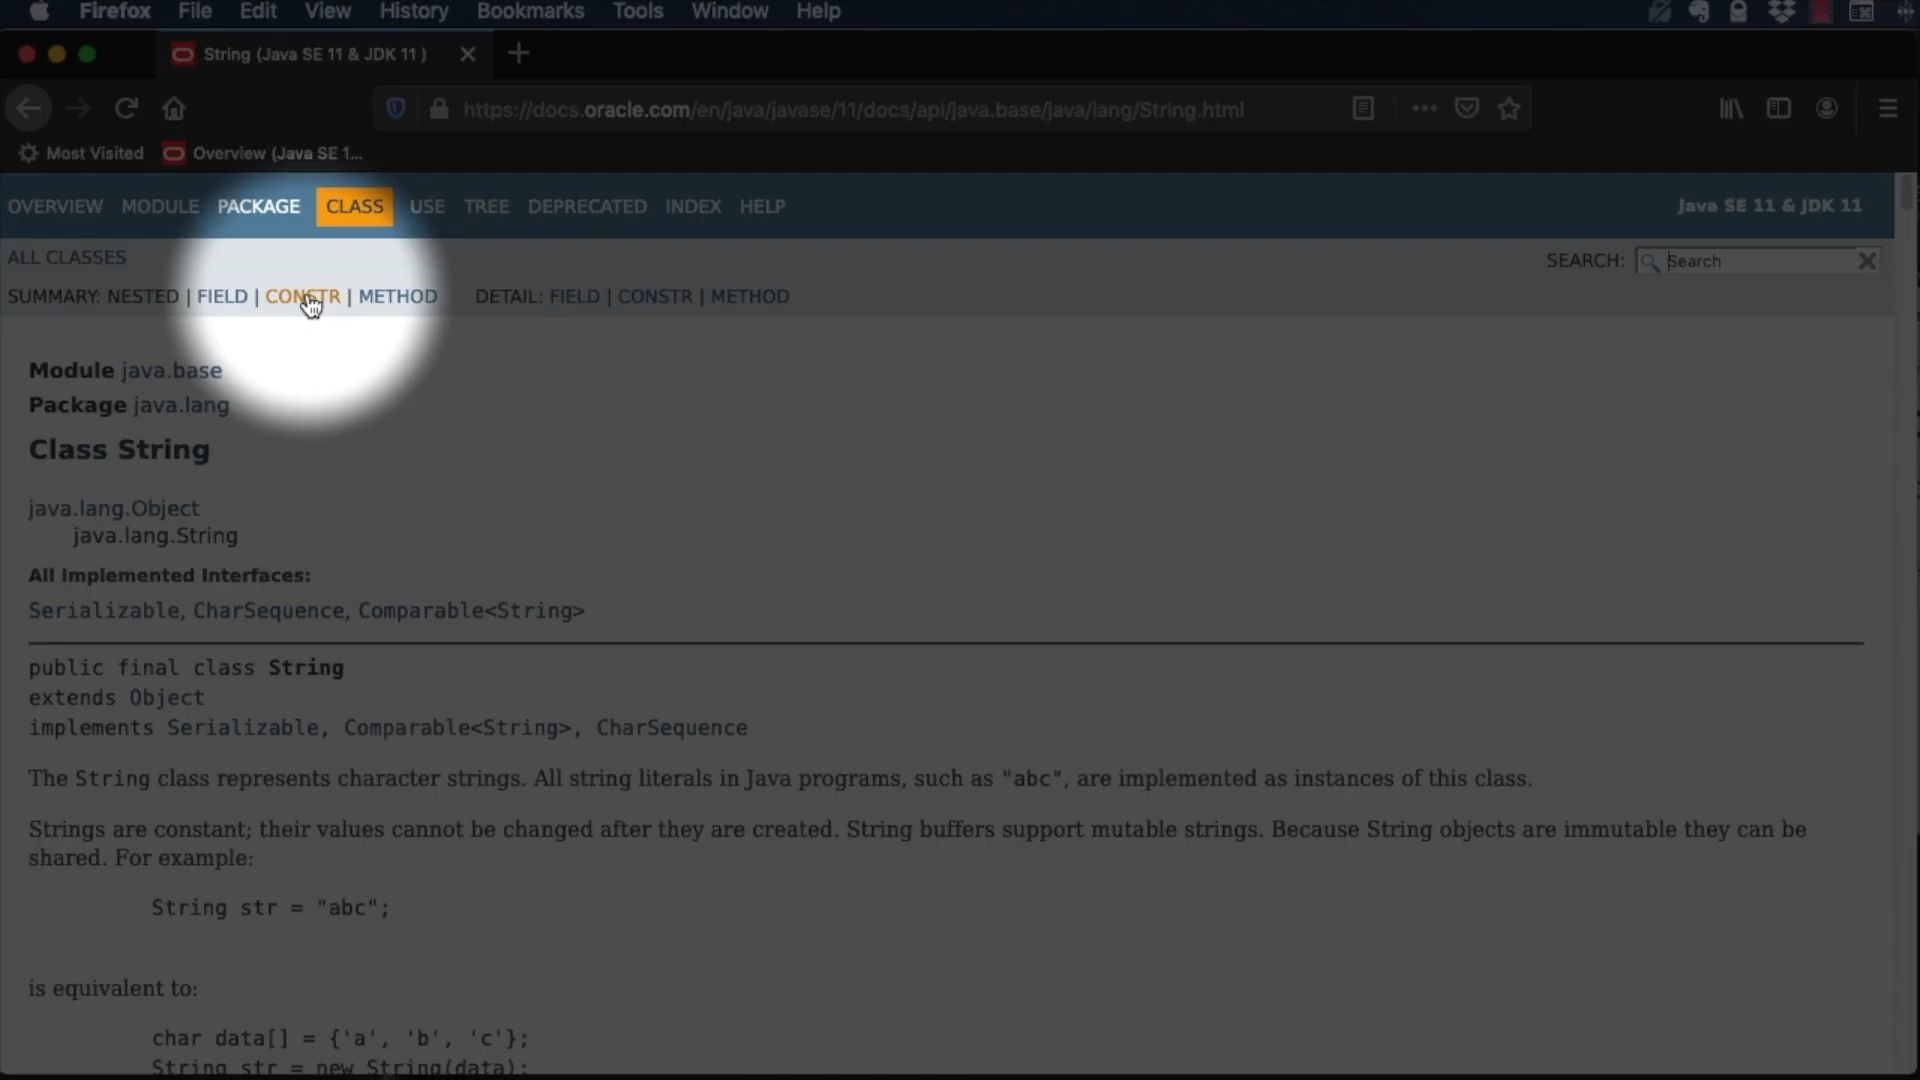 Firefox File Edit View History Bookmarks Tools Window Help
String (Java SE 11 & JDK 11 )
https://docs.oracle.com/en/java/javase/11/docs/api/java.base/java/lang/String.html
Most Visited Overview (Java SE 1...
OVERVIEW MODULE PACKAGE CLASS USE TREE DEPRECATED INDEX HELP Java SE 11 & JDK 11
ALL CLASSES SEARCH: Search
SUMMARY: NESTED | FIELD | CONSTR | METHOD DETAIL: FIELD | CONSTR | METHOD
Module java.base
Package java.lang
Class String
java.lang.Object
java.lang.String
All Implemented Interfaces:
Serializable, CharSequence, Comparable<String>
public final class String
extends Object
implements Serializable, Comparable<String>, CharSequence
The String class represents character strings. All string literals in Java programs, such as "abc", are implemented as instances of this class.
Strings are constant; their values cannot be changed after they are created. String buffers support mutable strings. Because String objects are immutable they can be
shared. For example:
String str = "abc";
is equivalent to:
char data[] = {'a', 'b', 'c'};
String str = new String(data);